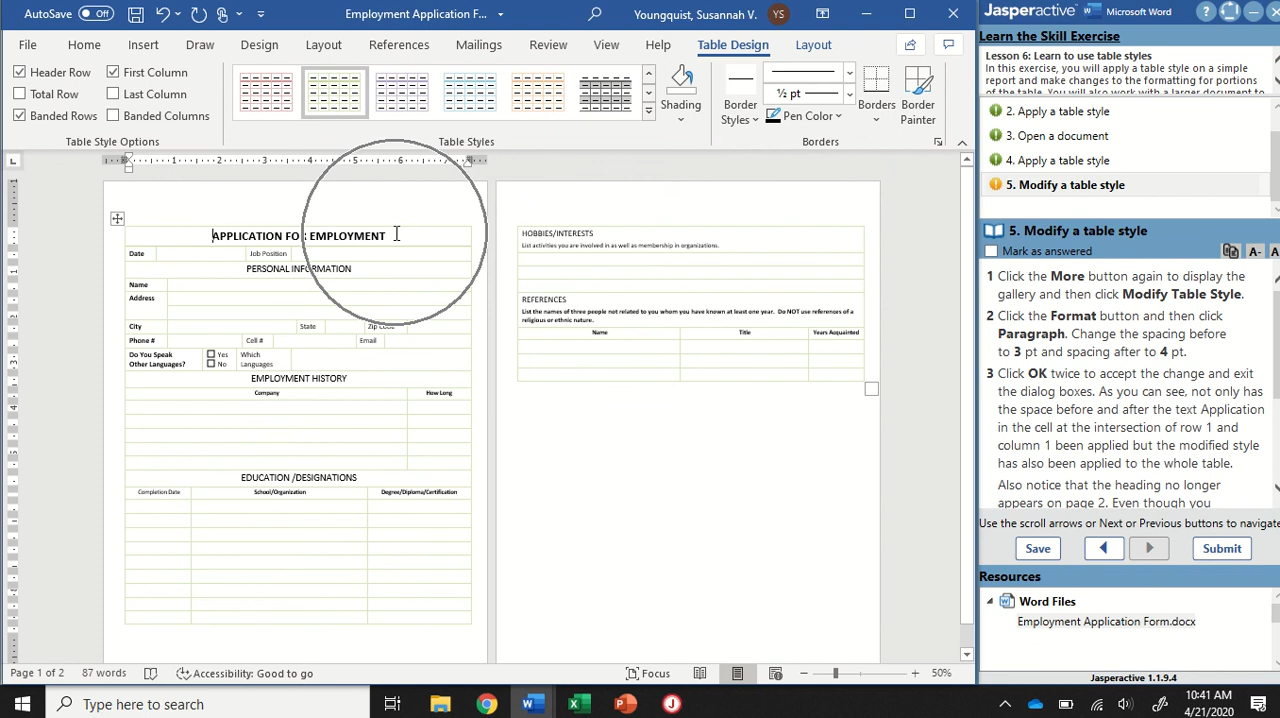 AutoSave Off Employment Application F... Youngquist, Susannah V. YS
File Home Insert Draw Design Layout References Mailings Review View Help Table Design Layout
Header Row First Column
Total Row Last Column
Banded Rows Banded Columns
Table Style Options
Table Styles
Shading
Border Styles
½ pt
Pen Color
Borders
Border Painter
Borders
APPLICATION FO EMPLOYMENT
Date Job Position
PERSONAL INFORMATION
Name
Address
City State Zip Code
Phone # Cell # Email
Do You Speak Other Languages? Yes No Which Languages
EMPLOYMENT HISTORY
Company How Long
EDUCATION /DESIGNATIONS
Completion Date School/Organization Degree/Diploma/Certification
HOBBIES/INTERESTS
List activities you are involved in as well as membership in organizations.
REFERENCES
List the names of three people not related to you whom you have known at least one year. Do NOT use references of a
religious or ethnic nature.
Name Title Years Acquainted
Page 1 of 2 87 words Accessibility: Good to go Focus 50%
Jasperactive Microsoft Word
Learn the Skill Exercise
Lesson 6: Learn to use table styles
In this exercise, you will apply a table style on a simple
report and make changes to the formatting for portions
of the table. You will also work with a larger document to
2. Apply a table style
3. Open a document
4. Apply a table style
5. Modify a table style
5. Modify a table style
Mark as answered A- A
1 Click the More button again to display the
gallery and then click Modify Table Style.
2 Click the Format button and then click
Paragraph. Change the spacing before
to 3 pt and spacing after to 4 pt.
3 Click OK twice to accept the change and exit
the dialog boxes. As you can see, not only has
the space before and after the text Application
in the cell at the intersection of row 1 and
column 1 been applied but the modified style
has also been applied to the whole table.
Also notice that the heading no longer
appears on page 2. Even though you
Use the scroll arrows or Next or Previous buttons to navigate
Save Submit
Resources
Word Files
Employment Application Form.docx
Jasperactive 1.1.9.4
Type here to search
10:41 AM
4/21/2020